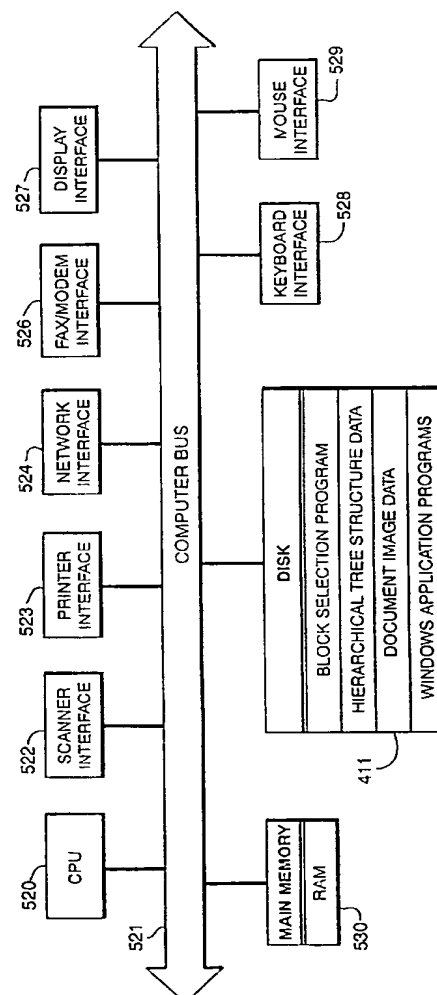 520
CPU
522
SCANNER
INTERFACE
523
PRINTER
INTERFACE
524
NETWORK
INTERFACE
526
FAX/MODEM
INTERFACE
527
DISPLAY
INTERFACE
521
COMPUTER BUS
MAIN MEMORY
RAM
530
DISK
BLOCK SELECTION PROGRAM
HIERARCHICAL TREE STRUCTURE DATA
DOCUMENT IMAGE DATA
WINDOWS APPLICATION PROGRAMS
411
KEYBOARD
INTERFACE
528
MOUSE
INTERFACE
529